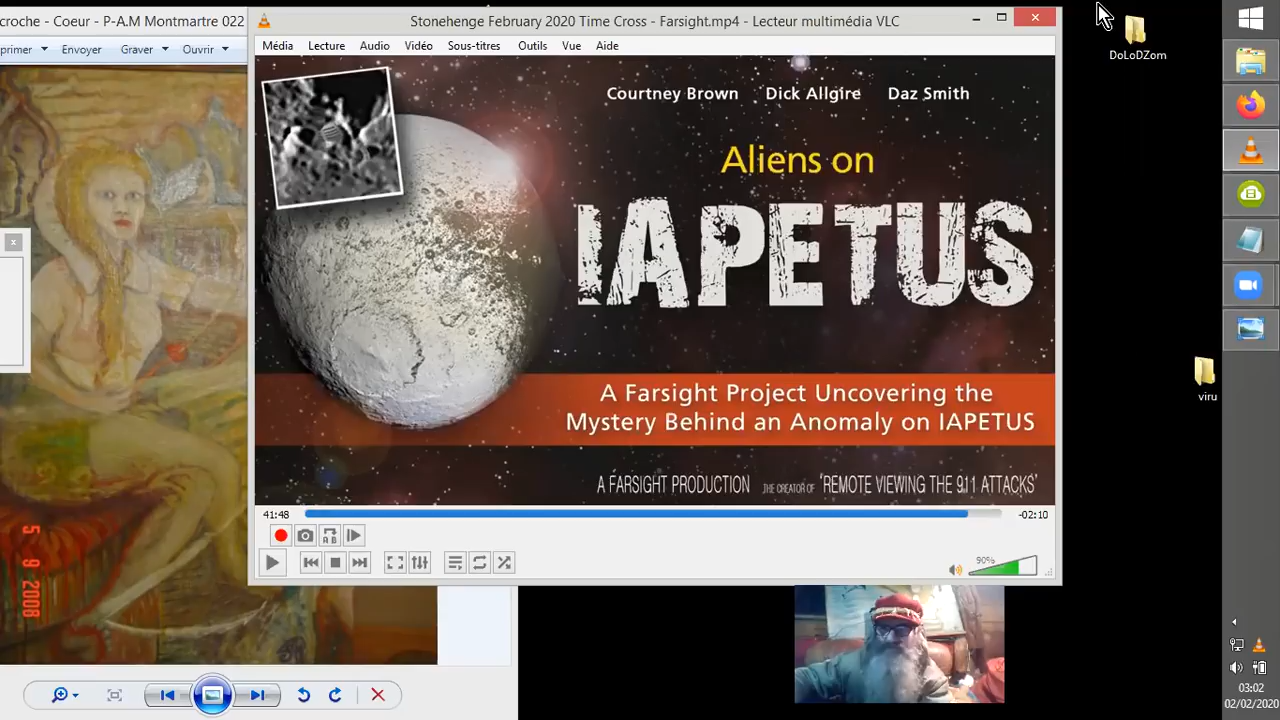 croche - Coeur - P-A.M Montmartre 022
Stonehenge February 2020 Time Cross - Farsight.mp4 - Lecteur multimédia VLC
primer Envoyer Graver Ouvrir
Média Lecture Audio Vidéo Sous-titres Outils Vue Aide
DoLoDZom
Courtney Brown Dick Allgire Daz Smith
Aliens on
IAPETUS
A Farsight Project Uncovering the
Mystery Behind an Anomaly on IAPETUS
A FARSIGHT PRODUCTION THE CREATOR OF 'REMOTE VIEWING THE 911 ATTACKS'
viru
5 9 2008
41:48 -02:10
A B
90%
03:02
02/02/2020